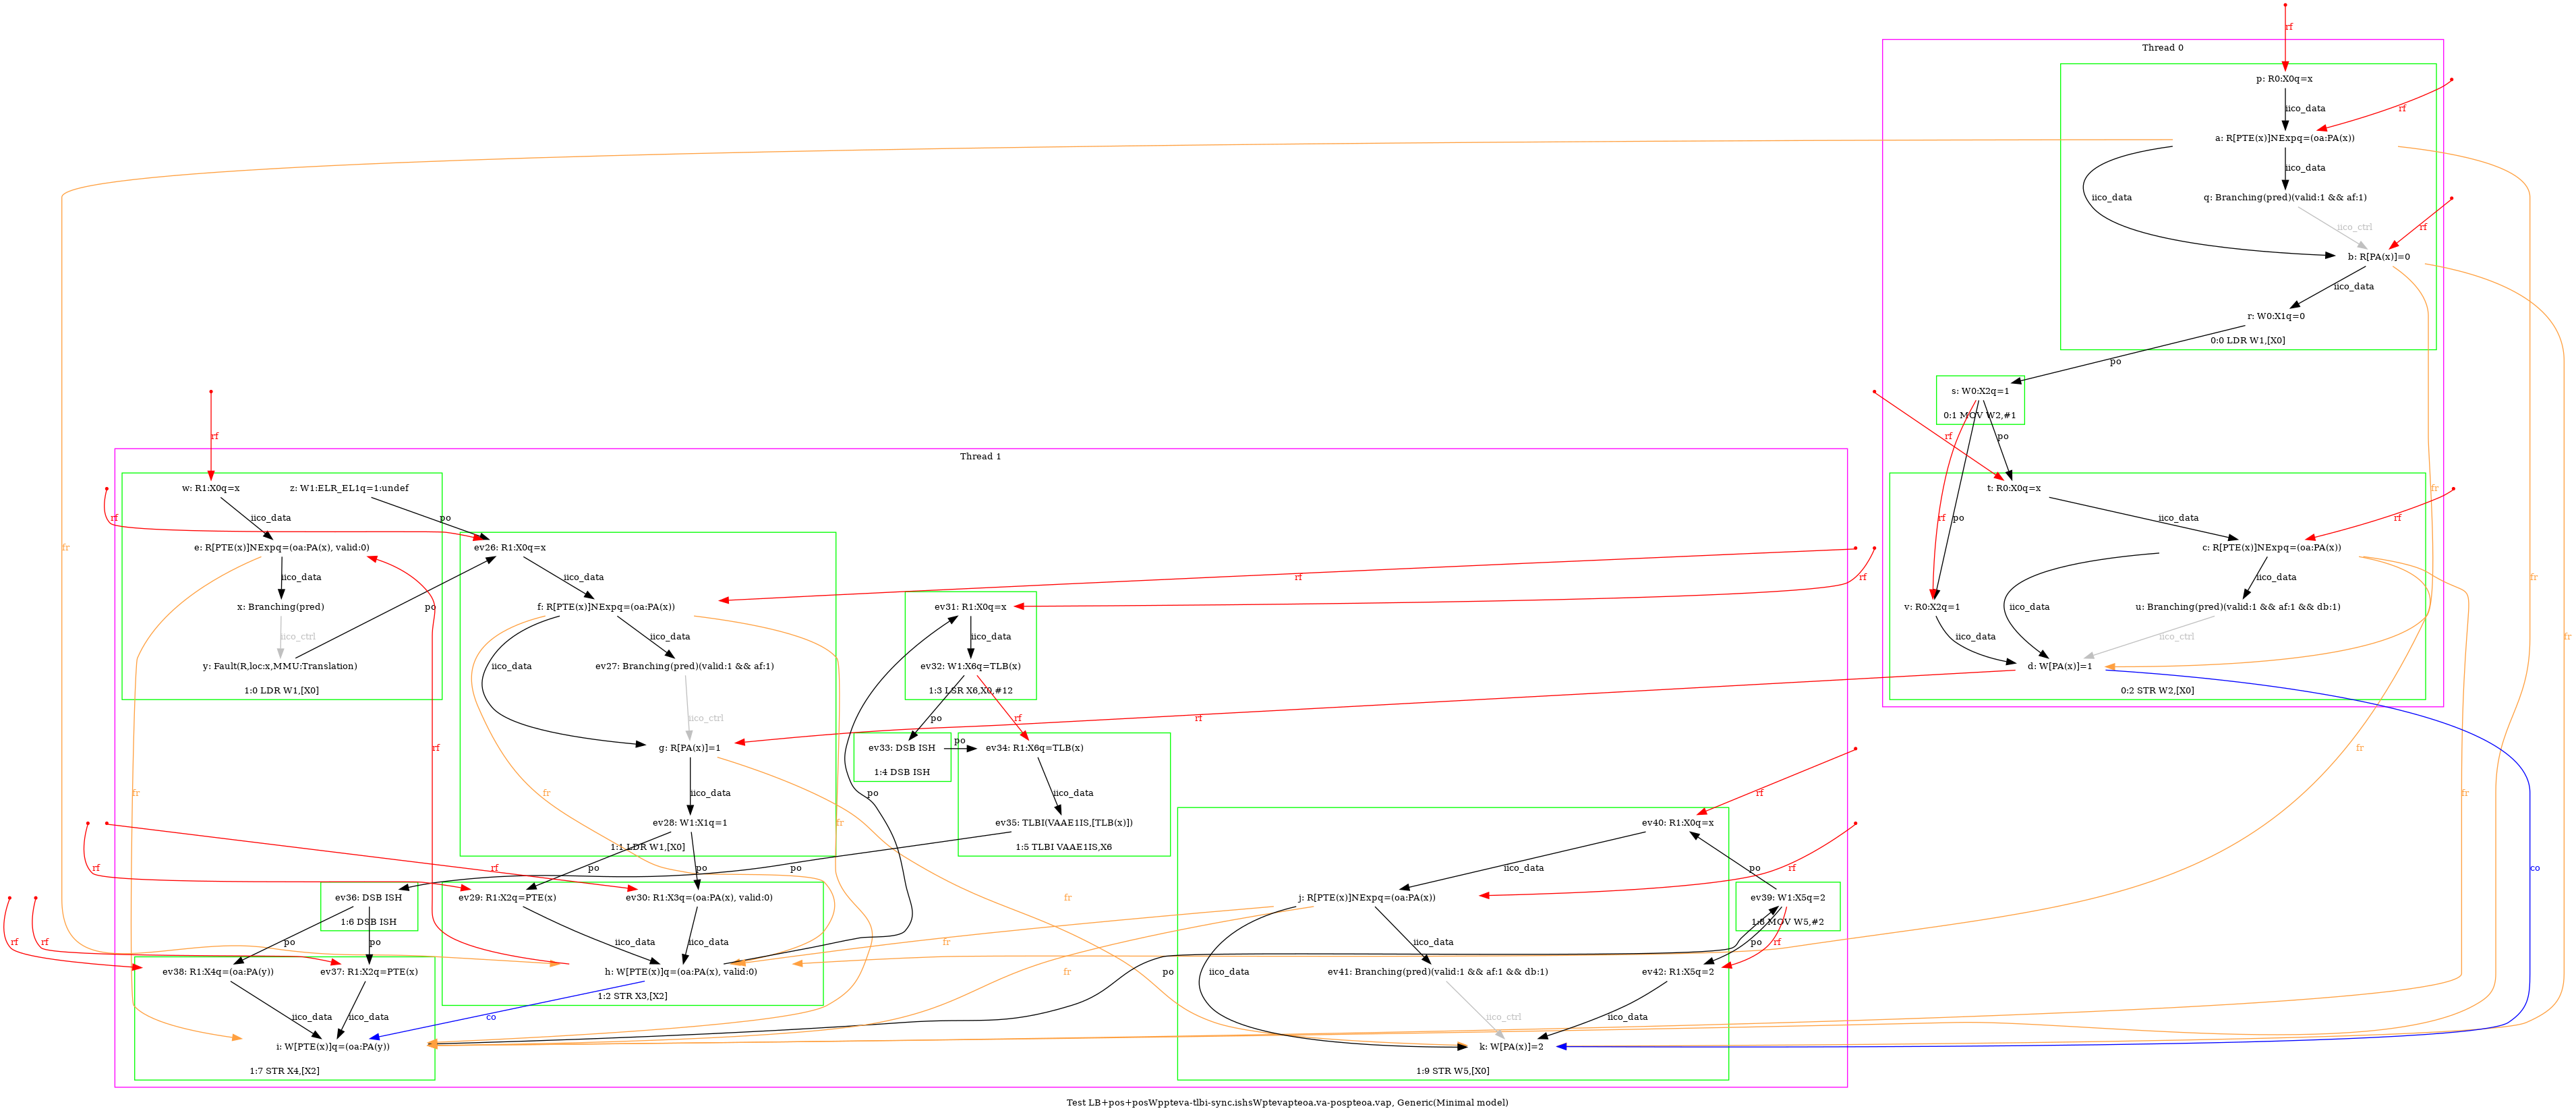 rf
Thread 0
p: R0:X0q=x
iico_data
rf
a: R[PTE(x)]NExpq=(oa:PA(x))
iico_data
iico_data
q: Branching(pred)(valid:1 && af:1)
iico_ctrl
rf
b: R[PA(x)]=0
iico_data
r: W0:X1q=0
0:0 LDR W1,[X0]
po
s: W0:X2q=1
0:1 MOV W2,#1
rf
po
rf
po
t: R0:X0q=x
iico_data
rf
c: R[PTE(x)]NExpq=(oa:PA(x))
iico_data
iico_data
v: R0:X2q=1
u: Branching(pred)(valid:1 && af:1 && db:1)
iico_data
iico_ctrl
d: W[PA(x)]=1
0:2 STR W2,[X0]
fr
fr
fr
fr
fr
fr
co
rf
Thread 1
w: R1:X0q=x
z: W1:ELR_EL1q=1:undef
rf
iico_data
po
e: R[PTE(x)]NExpq=(oa:PA(x), valid:0)
iico_data
x: Branching(pred)
iico_ctrl
po
y: Fault(R,loc:x,MMU:Translation)
1:0 LDR W1,[X0]
ev26: R1:X0q=x
iico_data
rf
rf
f: R[PTE(x)]NExpq=(oa:PA(x))
iico_data
iico_data
ev27: Branching(pred)(valid:1 && af:1)
iico_ctrl
g: R[PA(x)]=1
rf
iico_data
ev28: W1:X1q=1
1:1 LDR W1,[X0]
ev31: R1:X0q=x
iico_data
ev32: W1:X6q=TLB(x)
1:3 LSR X6,X0,#12
po
rf
ev33: DSB ISH
1:4 DSB ISH
po
ev34: R1:X6q=TLB(x)
iico_data
ev35: TLBI(VAAE1IS,[TLB(x)])
1:5 TLBI VAAE1IS,X6
po
rf
fr
fr
fr
fr
po
rf
rf
po
po
ev36: DSB ISH
1:6 DSB ISH
po
po
ev29: R1:X2q=PTE(x)
ev30: R1:X3q=(oa:PA(x), valid:0)
iico_data
iico_data
h: W[PTE(x)]q=(oa:PA(x), valid:0)
1:2 STR X3,[X2]
co
rf
rf
ev38: R1:X4q=(oa:PA(y))
ev37: R1:X2q=PTE(x)
iico_data
iico_data
i: W[PTE(x)]q=(oa:PA(y))
1:7 STR X4,[X2]
po
rf
ev40: R1:X0q=x
iico_data
rf
po
j: R[PTE(x)]NExpq=(oa:PA(x))
ev39: W1:X5q=2
1:8 MOV W5,#2
fr
fr
iico_data
iico_data
po
rf
ev41: Branching(pred)(valid:1 && af:1 && db:1)
ev42: R1:X5q=2
iico_ctrl
iico_data
k: W[PA(x)]=2
1:9 STR W5,[X0]
Test LB+pos+posWppteva-tlbi-sync.ishsWptevapteoa.va-pospteoa.vap, Generic(Minimal model)